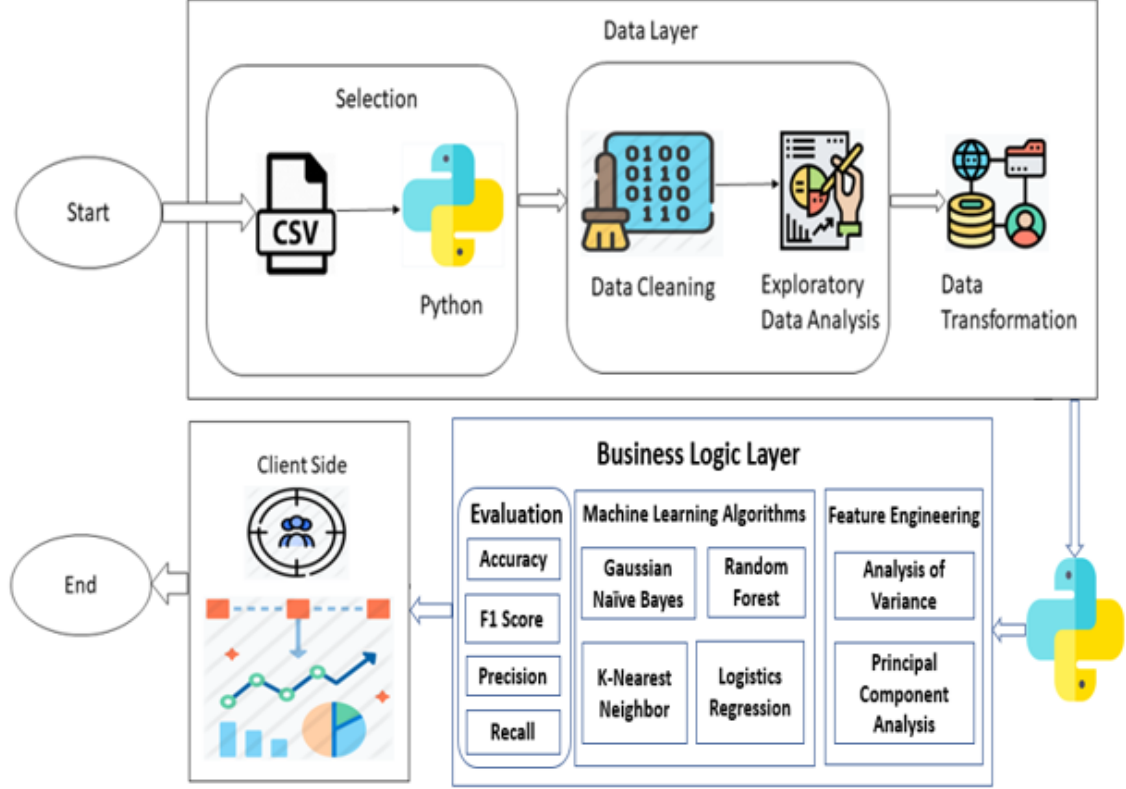 Data Layer
Selection
Start
CSV
Python
0100
0110
0100
110
Data Cleaning
Exploratory
Data Analysis
Data
Transformation
Client Side
End
Business Logic Layer
Evaluation
Accuracy
F1 Score
Precision
Recall
Machine Learning Algorithms
Gaussian
Naïve Bayes
Random
Forest
K-Nearest
Neighbor
Logistics
Regression
Feature Engineering
Analysis of
Variance
Principal
Component
Analysis